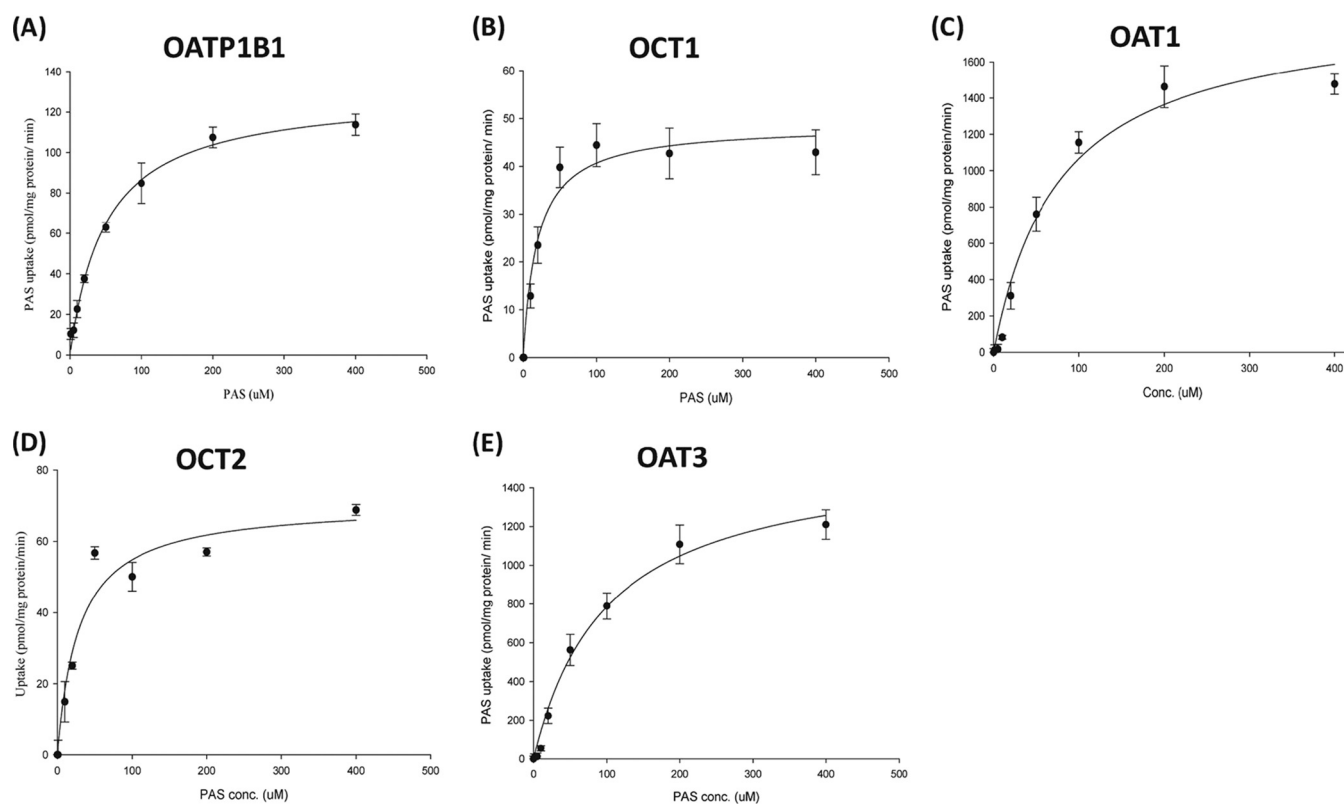 (A)
OATP1B1
PAS uptake (pmol/mg protein/ min)
140
120
100
80
60
40
20
0
0 100 200 300 400 500
PAS (uM)
(B)
OCT1
PAS uptake (pmol/mg protein/ min)
60
50
40
30
20
10
0
0 100 200 300 400 500
PAS (uM)
(C)
OAT1
PAS uptake (pmol/mg protein/min)
1600
1400
1200
1000
800
600
400
200
0
0 100 200 300 400
Conc. (uM)
(D)
OCT2
Uptake (pmol/mg protein/min)
80
60
40
20
0
0 100 200 300 400 500
PAS conc. (uM)
(E)
OAT3
PAS uptake (pmol/mg protein/ min)
1400
1200
1000
800
600
400
200
0
0 100 200 300 400 500
PAS conc. (uM)